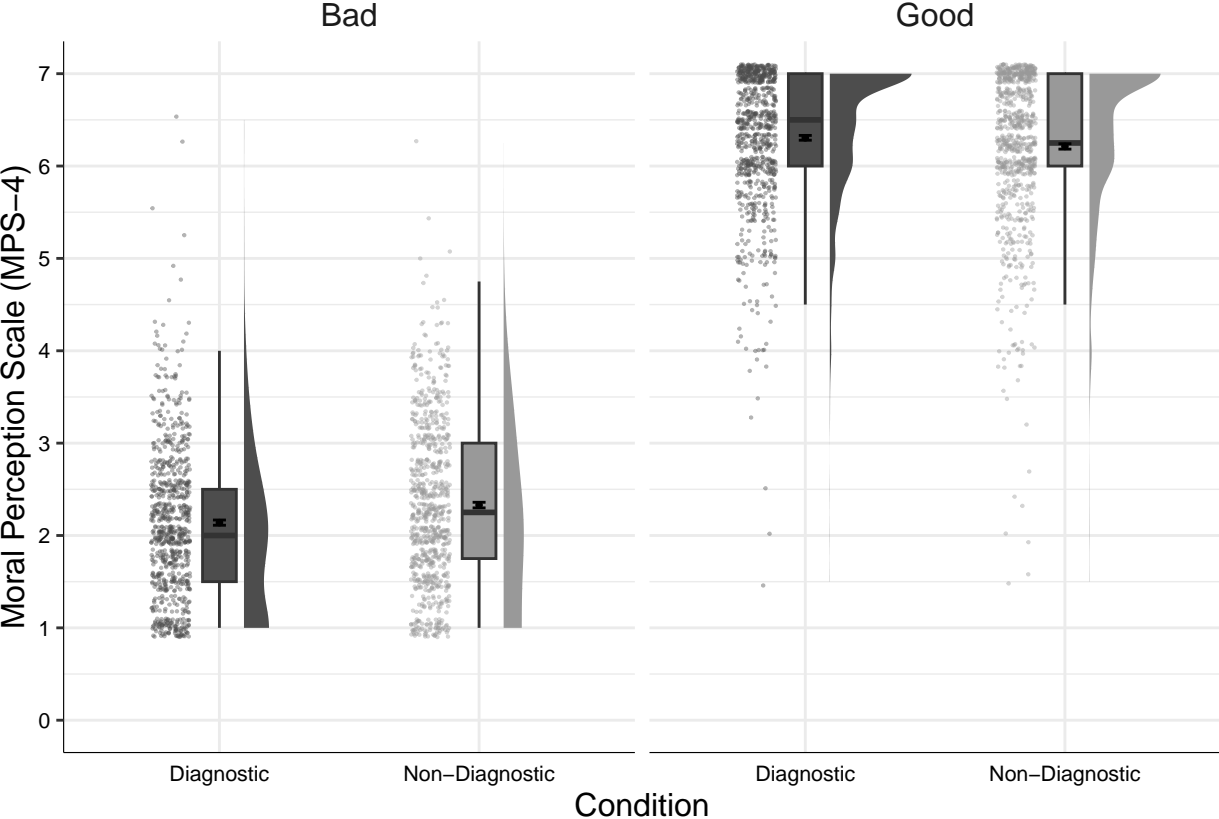 Bad
Good
Moral Perception Scale (MPS−4)
7
6
5
4
3
2
1
0
Diagnostic
Non−Diagnostic
Diagnostic
Non−Diagnostic
Condition